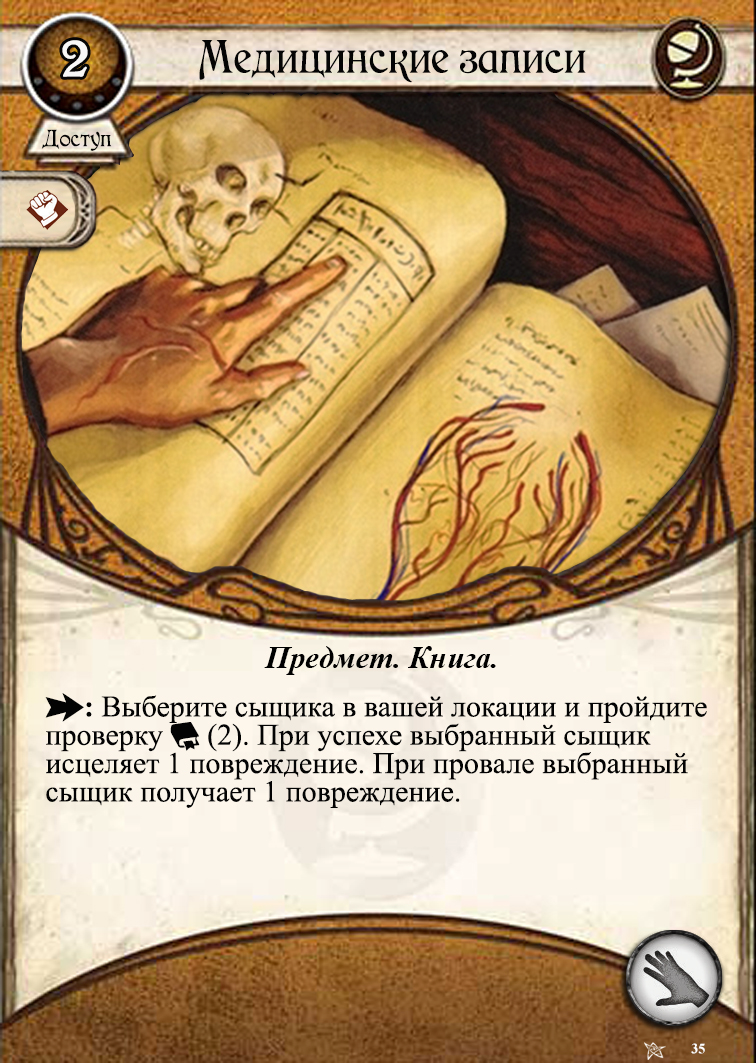 2
Медицинские записи
Доступ
Предмет. Книга.
: Выберите сыщика в вашей локации и пройдите
проверку (2). При успехе выбранный сыщик
исцеляет 1 повреждение. При провале выбранный
сыщик получает 1 повреждение.
35